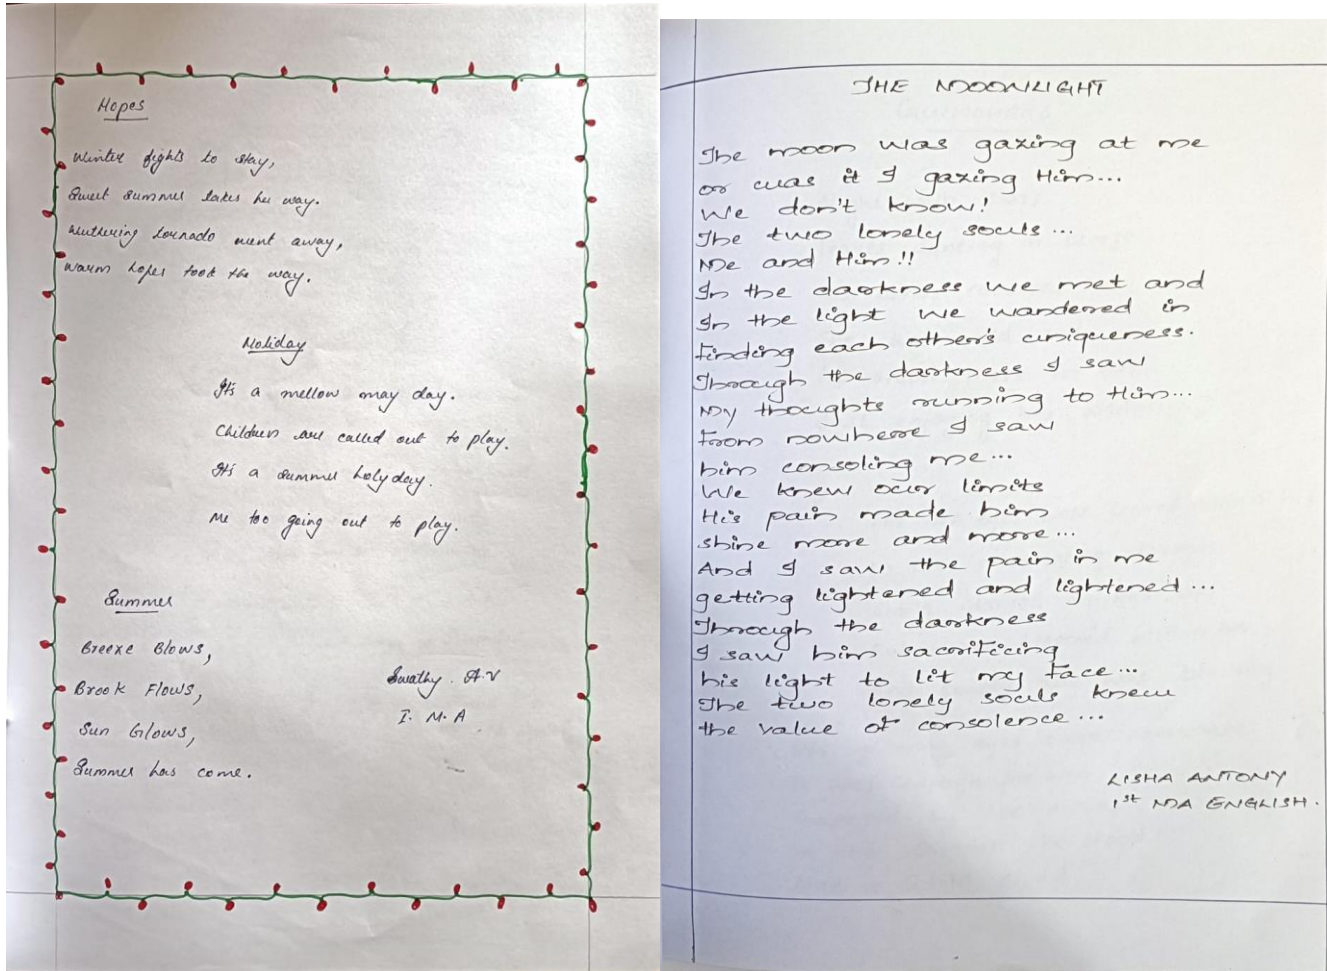 Hopes
Winter fights to stay,
Sweet summer takes her way.
Wuthering tornado went away,
Warm hopes took the way.
Holiday
It's a mellow may day.
Children are called out to play.
It's a summer holyday.
Me too going out to play.
Summer
Breeze Blows,
Brook Flows,
Sun Glows,
Summer has come.
Swathy . A.V
I. M. A
THE MOONLIGHT
The moon was gazing at me
or was it I gazing Him...
We don't know!
The two lonely souls ...
Me and Him!!
In the darkness we met and
In the light we wandered in
finding each other's uniqueness.
Through the darkness I saw
My thoughts running to Him...
From nowhere I saw
him consoling me...
We knew our limits
His pain made him
shine more and more...
And I saw the pain in me
getting lightened and lightened...
Through the darkness
I saw him sacrificing
his light to lit my face...
The two lonely souls knew
the value of consolence...
LISHA ANTONY
1st MA ENGLISH.